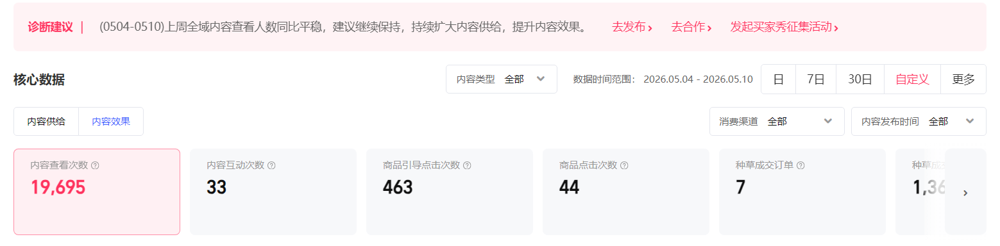 诊断建议 | (0504-0510)上周全域内容查看人数同比平稳，建议继续保持，持续扩大内容供给，提升内容效果。 去发布 › 去合作 › 发起买家秀征集活动 ›
核心数据 内容类型 全部 数据时间范围： 2026.05.04 - 2026.05.10 日 7日 30日 自定义 更多
内容供给 内容效果 消费渠道 全部 内容发布时间 全部
内容查看次数 内容互动次数 商品引导点击次数 商品点击次数 种草成交订单 种草
19,695 33 463 44 7 1,36